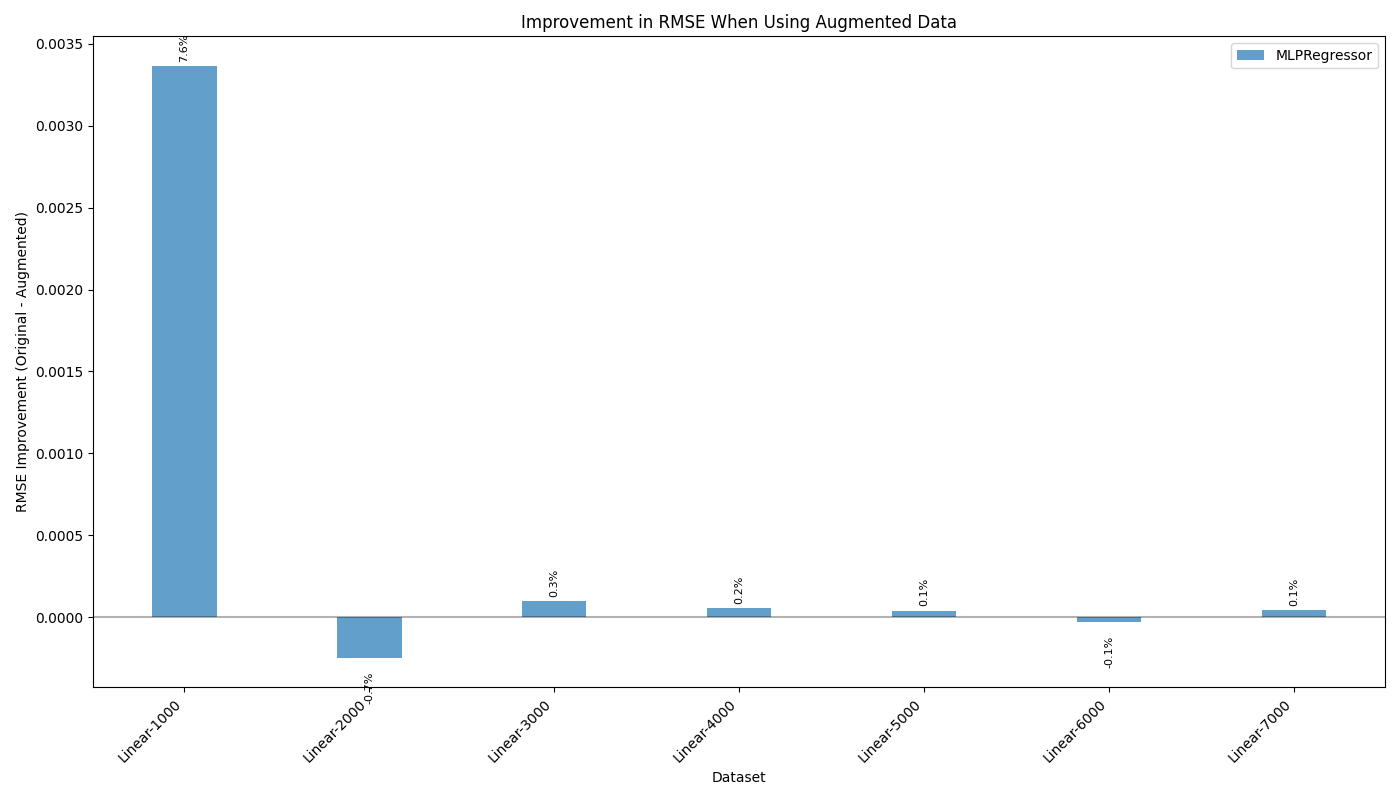 Improvement in RMSE When Using Augmented Data
MLPRegressor
RMSE Improvement (Original - Augmented)
0.0035
0.0030
0.0025
0.0020
0.0015
0.0010
0.0005
0.0000
7.6%
-0.7%
0.3%
0.2%
0.1%
-0.1%
0.1%
Linear-1000
Linear-2000
Linear-3000
Linear-4000
Linear-5000
Linear-6000
Linear-7000
Dataset